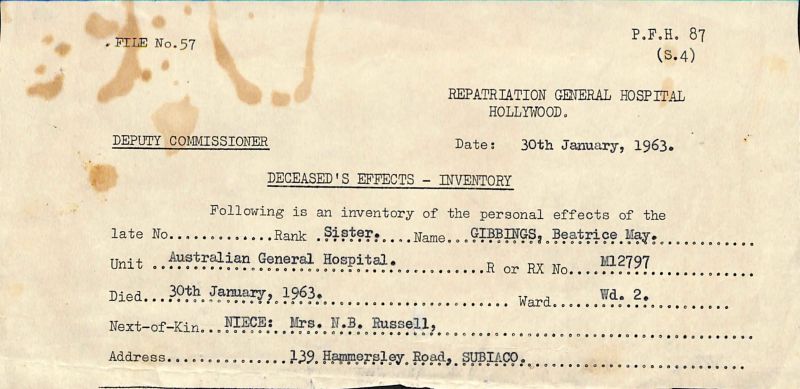 FILE No.57
P.F.H. 87
(S.4)
REPATRIATION GENERAL HOSPITAL
HOLLYWOOD.
DEPUTY COMMISSIONER
Date: 30th January, 1963.
DECEASED'S EFFECTS - INVENTORY
Following is an inventory of the personal effects of the
late No............Rank .Sister.....Name...GIBBINGS, Beatrice May.
Unit ..Australian General Hospital...........R or RX No....M12797
Died...30th January, 1963............ Ward......Wd. 2.
Next-of-Kin...NIECE: Mrs. N.B. Russell,
Address..............139 Hammersley Road, SUBIACO.